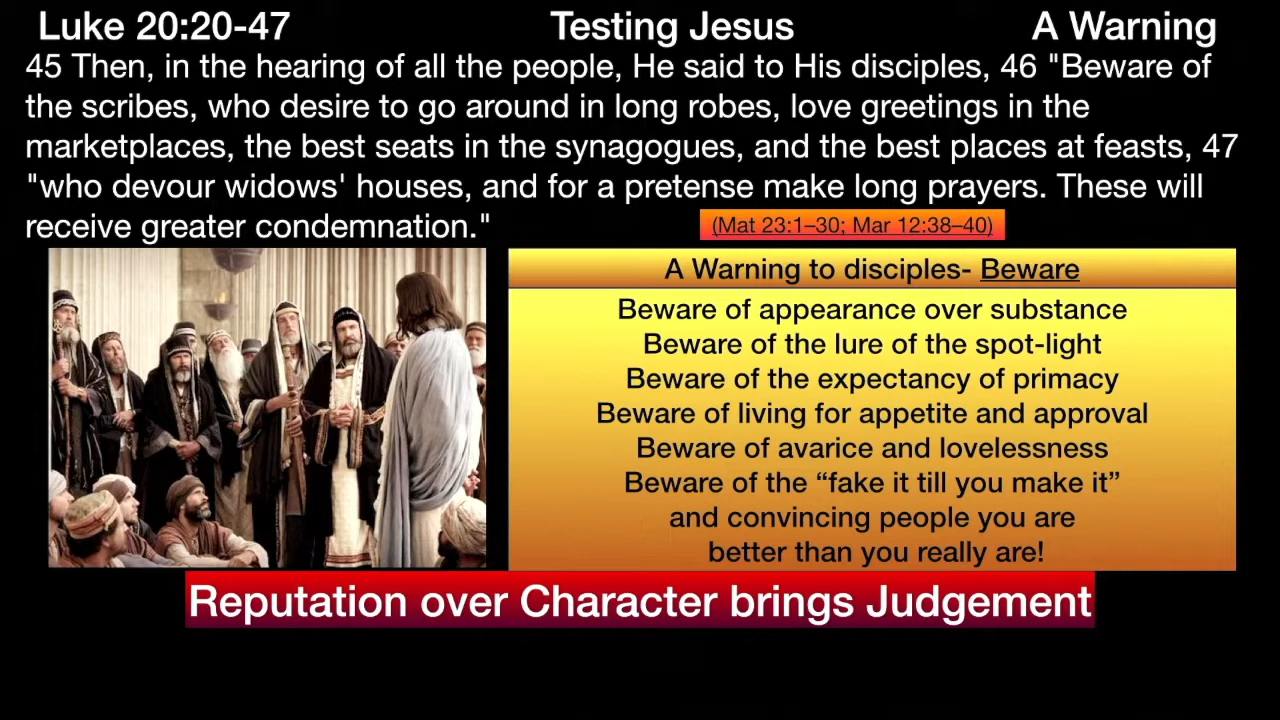 Luke 20:20-47 Testing Jesus A Warning
45 Then, in the hearing of all the people, He said to His disciples, 46 "Beware of
the scribes, who desire to go around in long robes, love greetings in the
marketplaces, the best seats in the synagogues, and the best places at feasts, 47
"who devour widows' houses, and for a pretense make long prayers. These will
receive greater condemnation."
(Mat 23:1–30; Mar 12:38–40)
A Warning to disciples- Beware
Beware of appearance over substance
Beware of the lure of the spot-light
Beware of the expectancy of primacy
Beware of living for appetite and approval
Beware of avarice and lovelessness
Beware of the “fake it till you make it”
and convincing people you are
better than you really are!
Reputation over Character brings Judgement